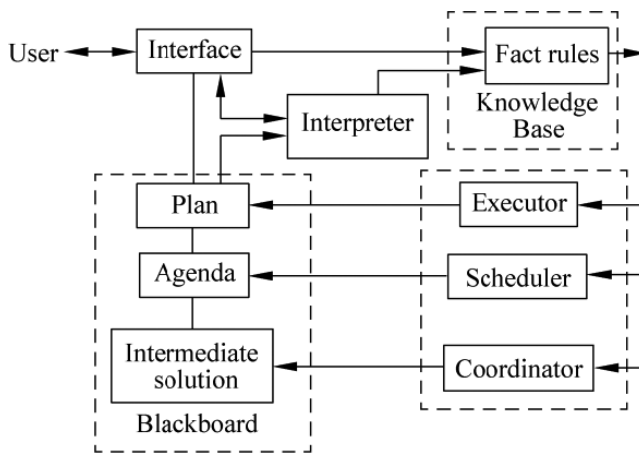 User
Interface
Fact rules
Knowledge
Base
Interpreter
Plan
Executor
Agenda
Scheduler
Intermediate
solution
Coordinator
Blackboard